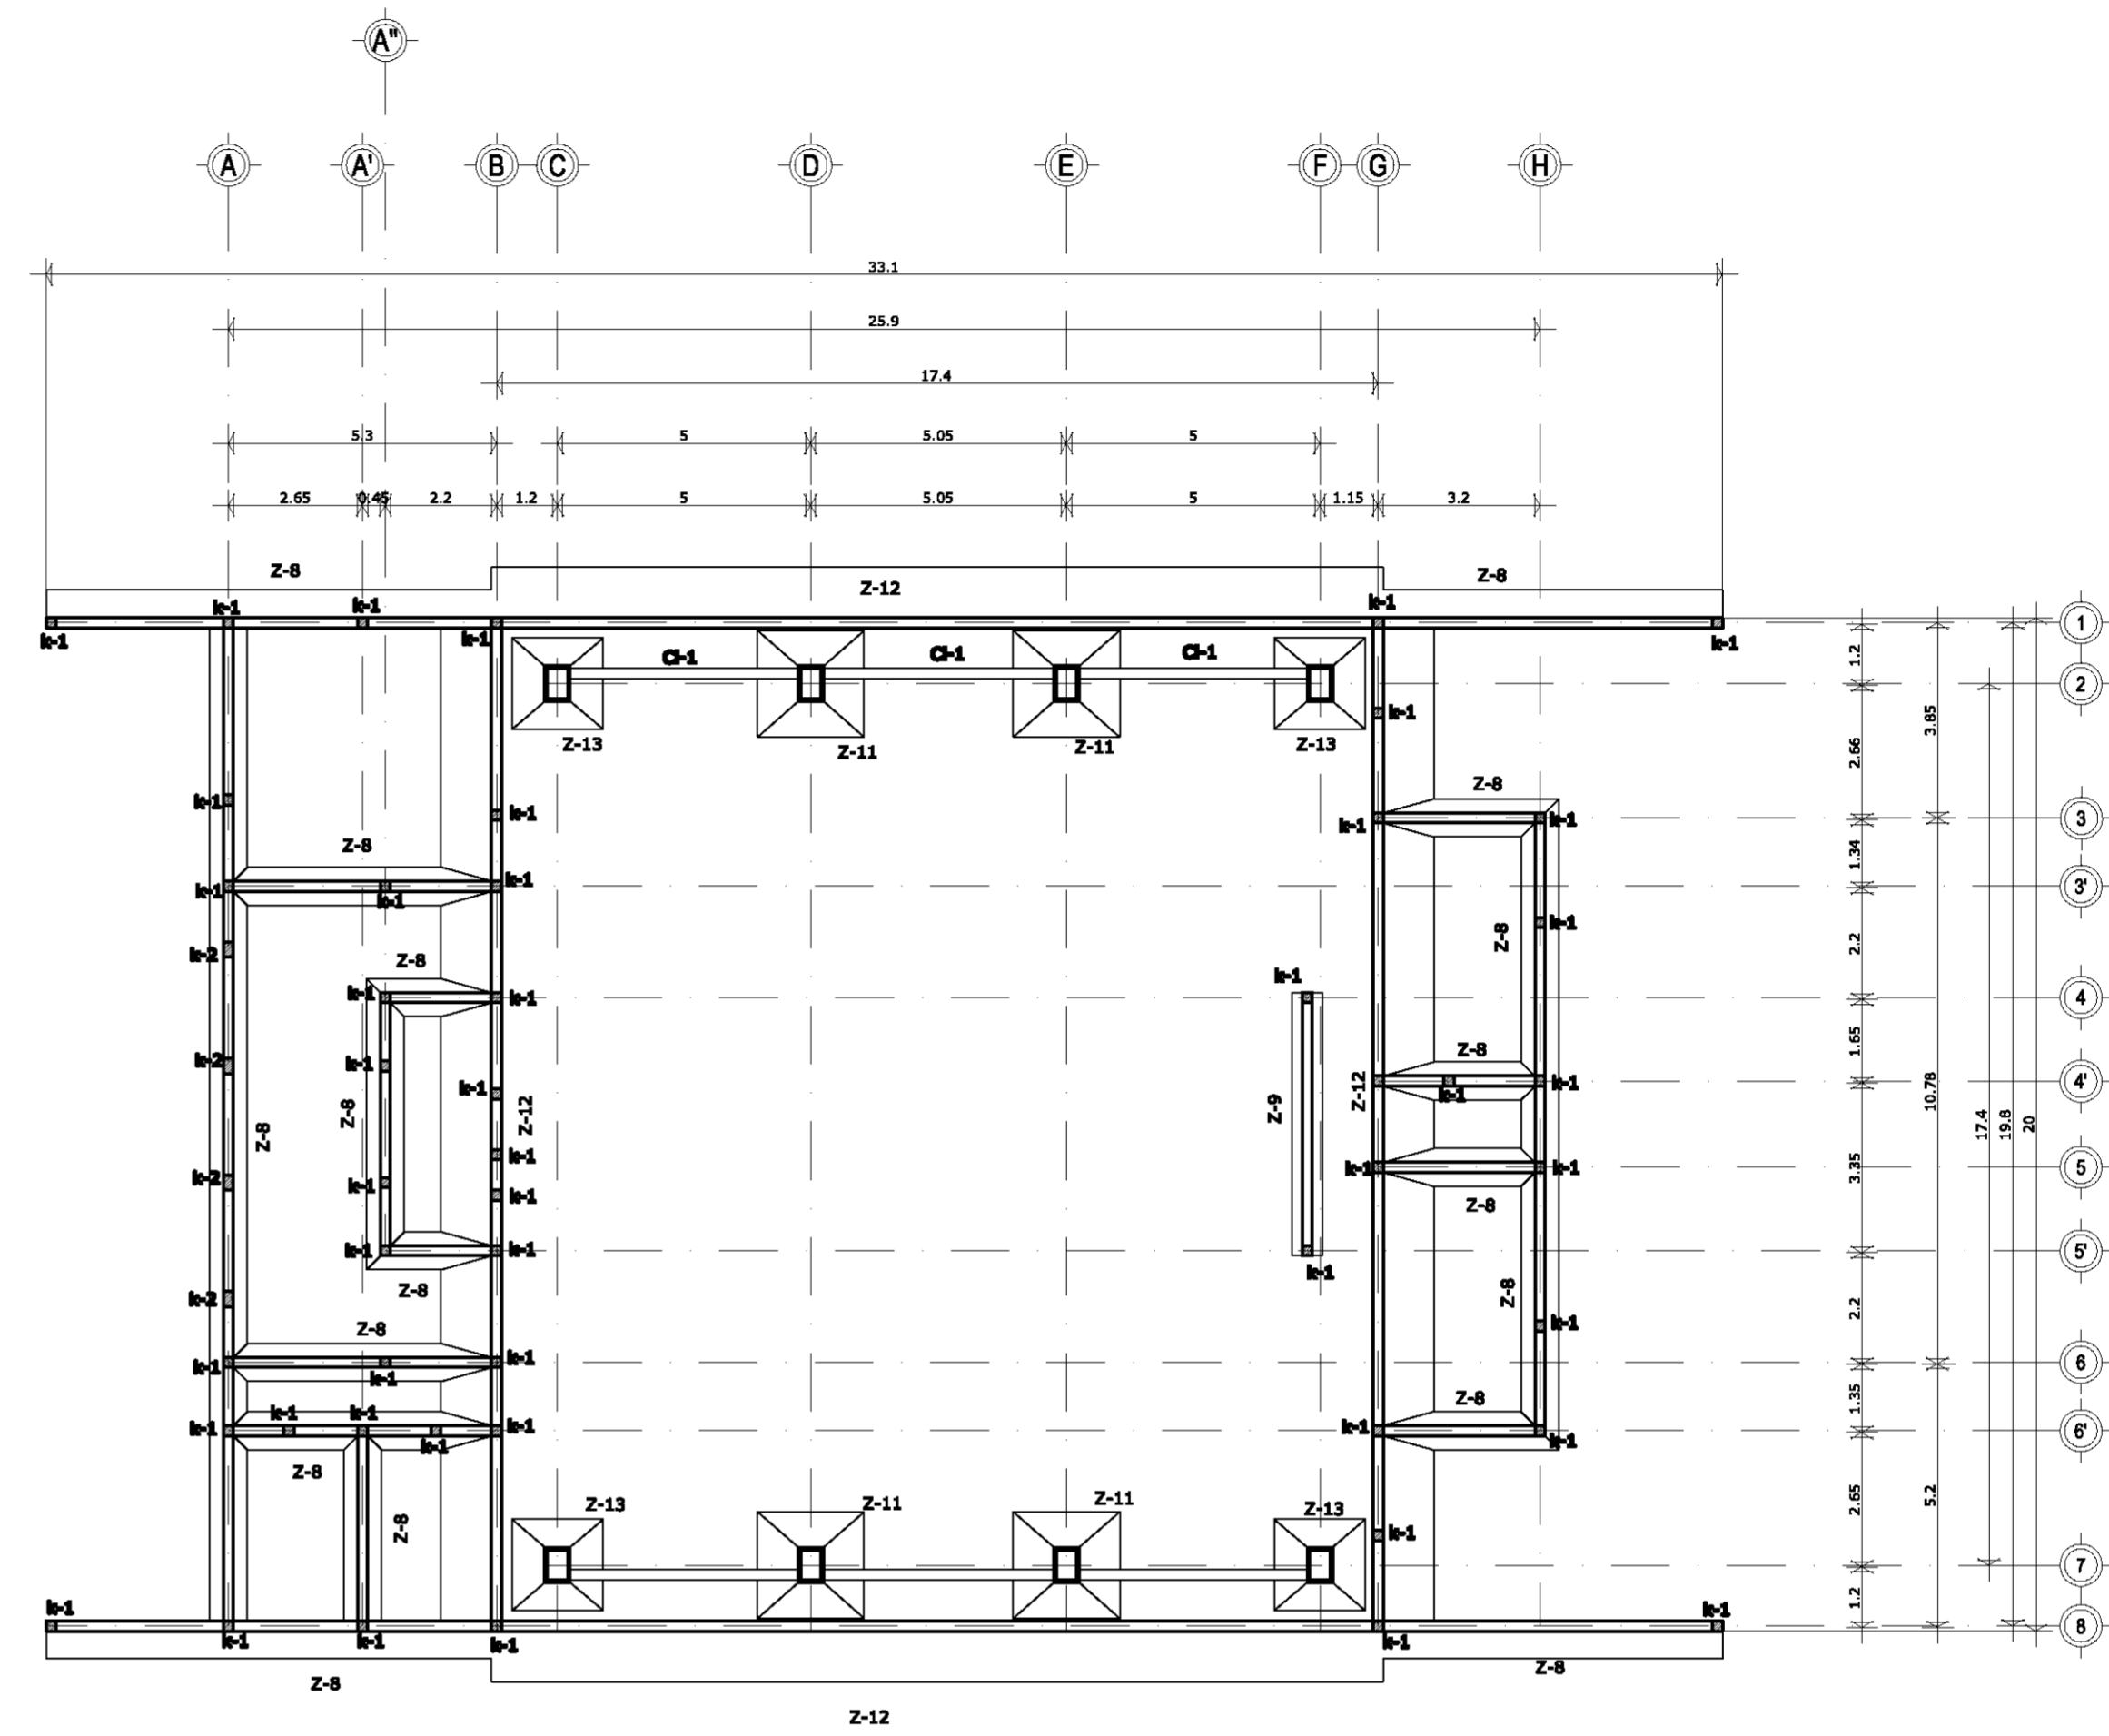 A"
A A' B C D E F G H
33.1
25.9
17.4
5.3 5 5.05 5
2.65 0.45 2.2 1.2 5 5.05 5 1.15 3.2
Z-8 Z-12 Z-8
k-1 k-1 k-1
k-1 k-1 k-1
1
1.2
Cl-1 Cl-1 Cl-1
2
k-1
3.85
Z-13 Z-11 Z-11 Z-13
2.66
Z-8
k-1 k-1
k-1 k-1
3
Z-8
1.34
k-1 k-1 k-1
3'
k-1
Z-8
k-2 k-1
2.2
Z-8
k-1
k-1 k-1
4
k-2 k-1
1.65
Z-8
k-1 Z-12 Z-9 Z-12 k-1 k-1
4'
10.78
17.4
19.8
20
Z-8 Z-8
k-1 k-1 k-1
5
3.35
k-2 k-1 k-1
Z-8
k-1 k-1
5'
k-1
Z-8
k-2
Z-8
k-1
2.2
Z-8
k-1 k-1
6
k-1
1.35
Z-8
k-1 k-1
k-1 k-1 k-1 k-1
6'
k-1
Z-8
2.65
5.2
Z-13 Z-11 Z-11 Z-13
Z-8
k-1
7
1.2
k-1 k-1
8
k-1 k-1 k-1 k-1
Z-8 Z-8
Z-12